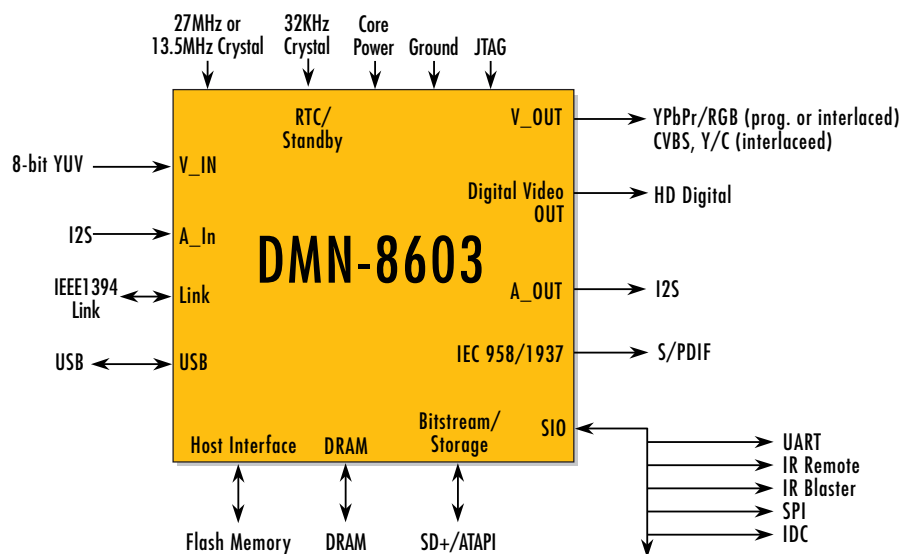 27MHz or
13.5MHz Crystal
32KHz
Crystal
Core
Power
Ground
JTAG
RTC/
Standby
V_OUT
YPbPr/RGB (prog. or interlaced)
CVBS, Y/C (interlaceed)
8-bit YUV
V_IN
Digital Video
OUT
HD Digital
I2S
A_In
DMN-8603
IEEE1394
Link
Link
A_OUT
I2S
USB
USB
IEC 958/1937
S/PDIF
Host Interface
DRAM
Bitstream/
Storage
SIO
UART
IR Remote
IR Blaster
SPI
IDC
Flash Memory
DRAM
SD+/ATAPI